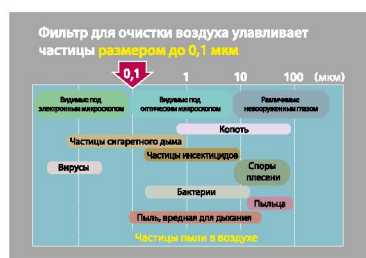 Фильтр для очистки воздуха улавливает
частицы размером до 0,1 мкм
0,1 1 10 100 (мкм)
Видимые под
электронным микроскопом
Видимые под
оптическим микроскопом
Различимые
невооруженным глазом
Копоть
Частицы сигаретного дыма
Частицы инсектицидов
Вирусы
Споры
плесени
Бактерии
Пыльца
Пыль, вредная для дыхания
Частицы пыли в воздухе